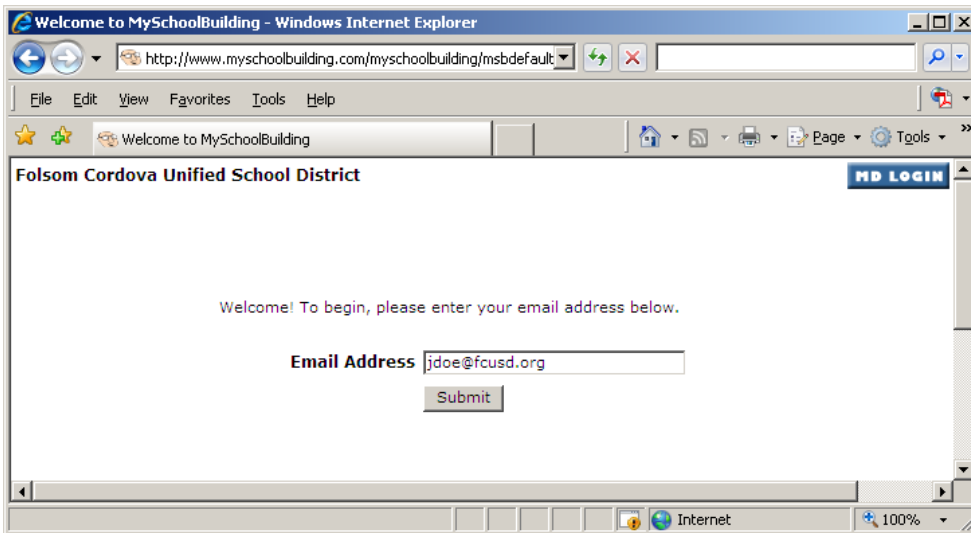 Welcome to MySchoolBuilding - Windows Internet Explorer
http://www.myschoolbuilding.com/myschoolbuilding/msbdefault
File Edit View Favorites Tools Help
Welcome to MySchoolBuilding
Page Tools
Folsom Cordova Unified School District
MD LOGIN
Welcome! To begin, please enter your email address below.
Email Address jdoe@fcusd.org
Submit
Internet 100%